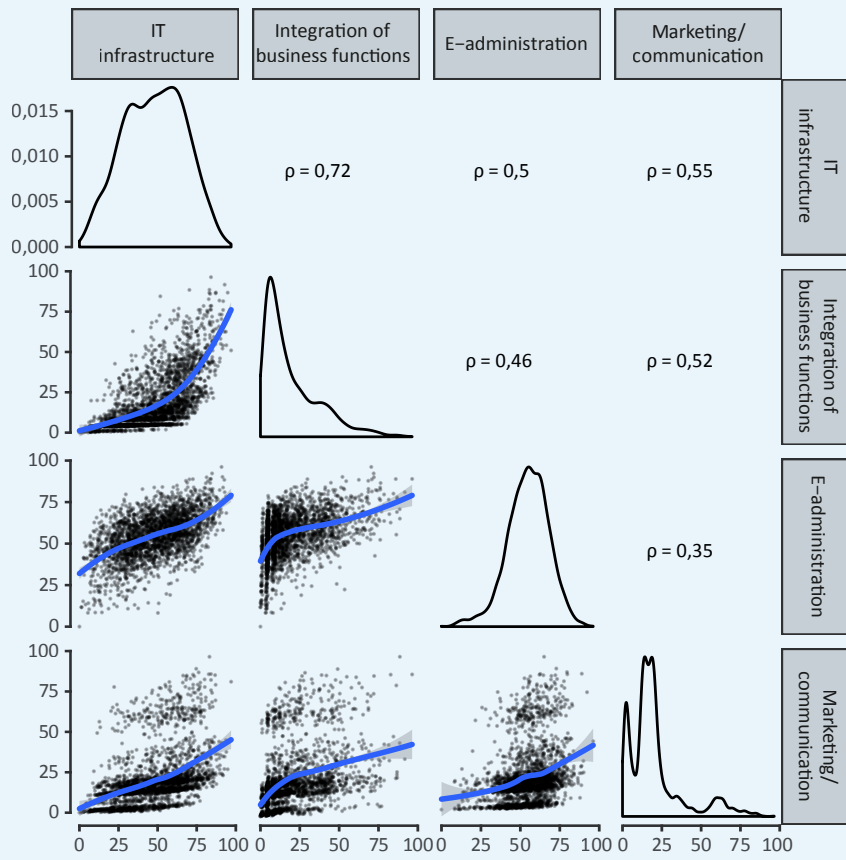 IT
infrastructure
Integration of
business functions
E−administration
Marketing/
communication
0,015
0,010
0,005
0,000
ρ = 0,72
ρ = 0,5
ρ = 0,55
IT
infrastructure
100
75
50
25
0
ρ = 0,46
ρ = 0,52
Integration of
business functions
100
75
50
25
0
ρ = 0,35
E−administration
100
75
50
25
0
Marketing/
communication
0 25 50 75 100 0 25 50 75 100 0 25 50 75 100 0 25 50 75 100